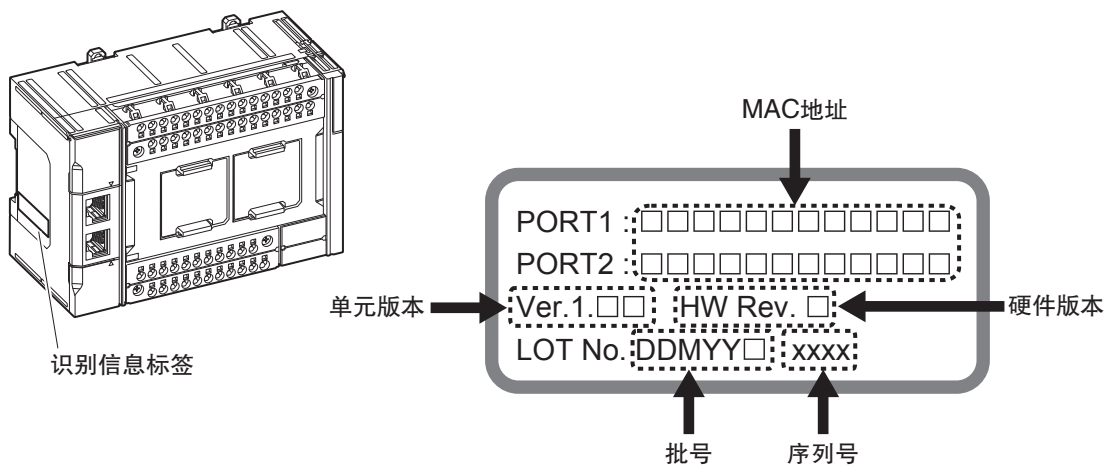 MAC地址
PORT1 : □□□□□□□□□□□□
PORT2 : □□□□□□□□□□□□
单元版本
Ver.1.□□ HW Rev. □
硬件版本
LOT No. DDMYY□ xxxx
识别信息标签
批号
序列号